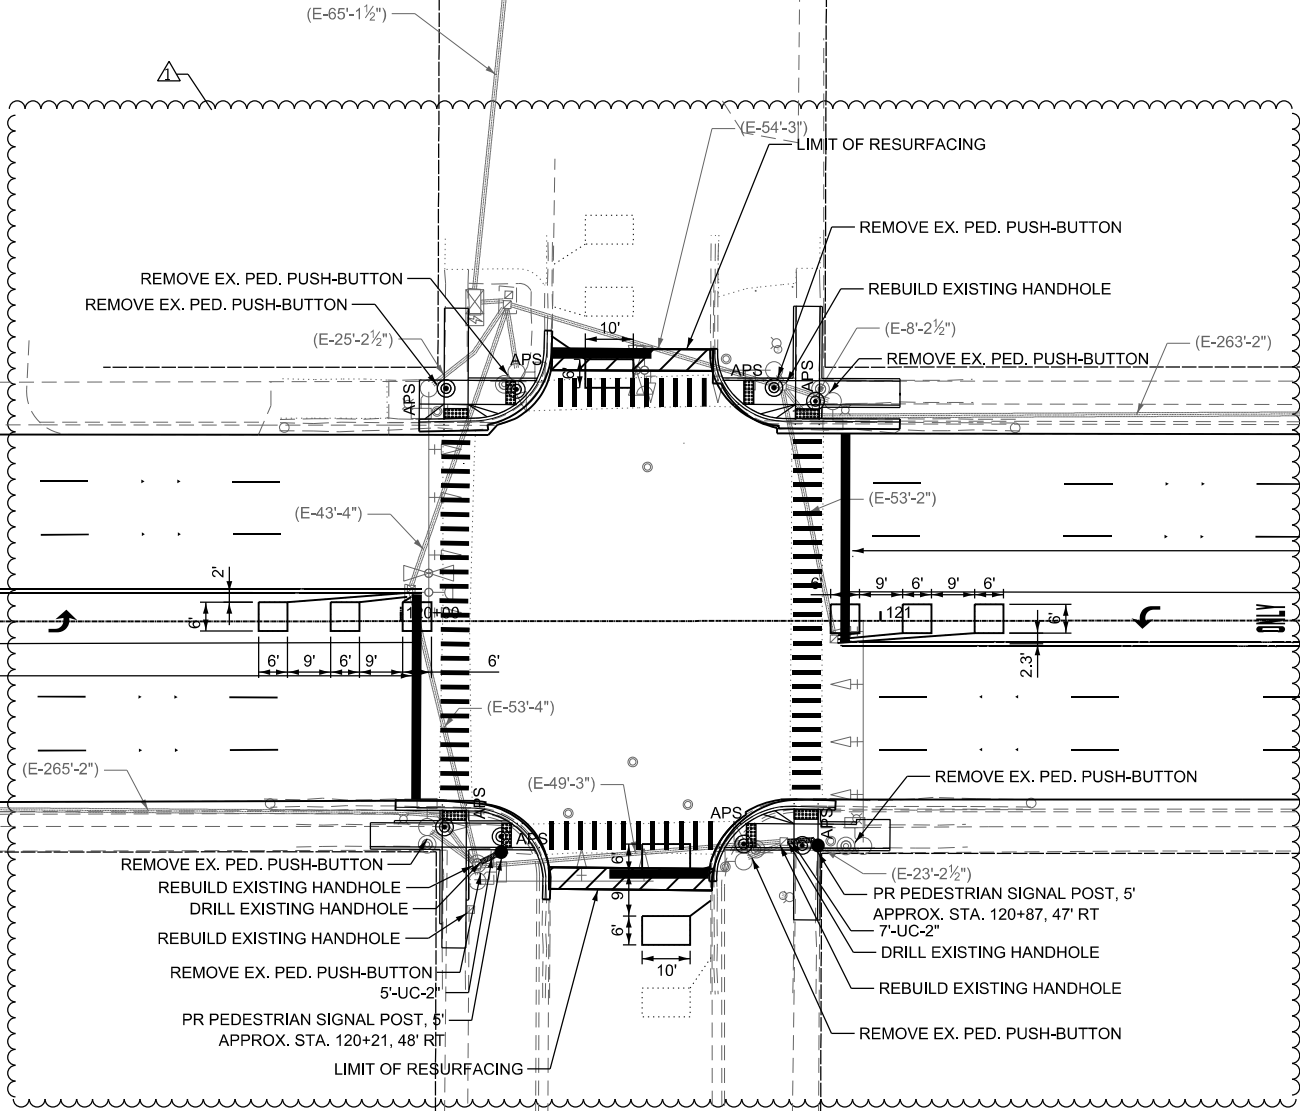 (E-65'-1½")
1
(E-54'-3")
LIMIT OF RESURFACING
REMOVE EX. PED. PUSH-BUTTON
REMOVE EX. PED. PUSH-BUTTON
REBUILD EXISTING HANDHOLE
REMOVE EX. PED. PUSH-BUTTON
(E-25'-2½")
10'
(E-8'-2½")
(E-263'-2")
REMOVE EX. PED. PUSH-BUTTON
APS
6'
APS
APS
APS
(E-43'-4")
(E-53'-2")
2'
6'
9'
6'
9'
6'
6'
120+00
121
6'
ONLY
2.3'
6'
9'
6'
9'
6'
(E-53'-4")
(E-265'-2")
(E-49'-3")
REMOVE EX. PED. PUSH-BUTTON
APS
APS
APS
APS
REMOVE EX. PED. PUSH-BUTTON
6'
(E-23'-2½")
REBUILD EXISTING HANDHOLE
9'
PR PEDESTRIAN SIGNAL POST, 5'
DRILL EXISTING HANDHOLE
APPROX. STA. 120+87, 47' RT
6'
7'-UC-2"
REBUILD EXISTING HANDHOLE
DRILL EXISTING HANDHOLE
REMOVE EX. PED. PUSH-BUTTON
10'
5'-UC-2"
REBUILD EXISTING HANDHOLE
PR PEDESTRIAN SIGNAL POST, 5'
APPROX. STA. 120+21, 48' RT
REMOVE EX. PED. PUSH-BUTTON
LIMIT OF RESURFACING